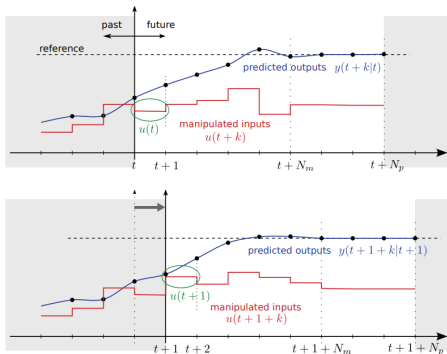 past future
reference
predicted outputs y(t + k|t)
u(t)
manipulated inputs
u(t + k)
t t + 1 t + N_m t + N_p
predicted outputs y(t + 1 + k|t + 1)
u(t + 1)
manipulated inputs
u(t + 1 + k)
t + 1 t + 2 t + 1 + N_m t + 1 + N_p